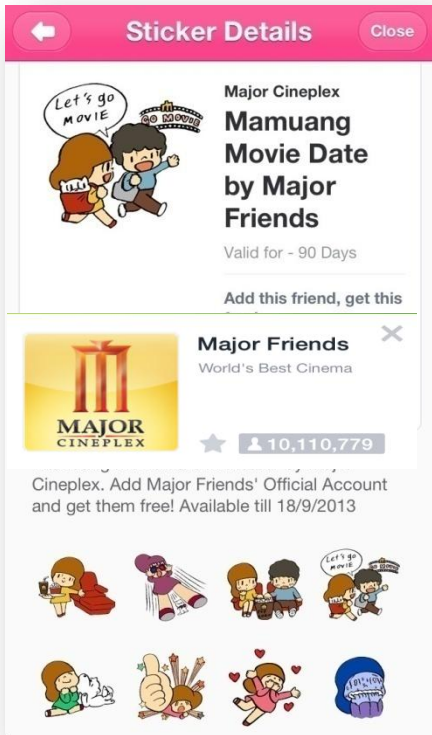 Sticker Details
Close
Let's go
MOVIE
GO MOVIE
Major Cineplex
Mamuang
Movie Date
by Major
Friends
Valid for - 90 Days
Add this friend, get this
Major Friends
World's Best Cinema
MAJOR
CINEPLEX
10,110,779
Cineplex. Add Major Friends' Official Account
and get them free! Available till 18/9/2013
Let's go
MOVIE